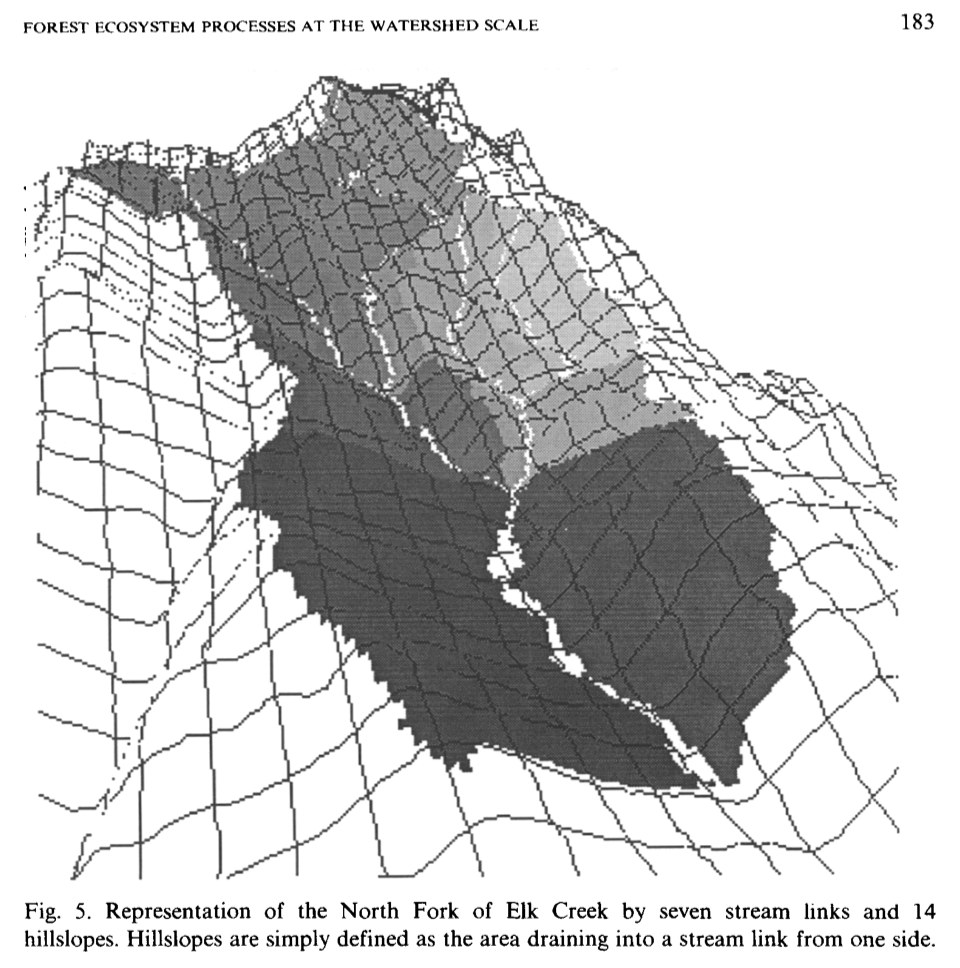 FOREST ECOSYSTEM PROCESSES AT THE WATERSHED SCALE 183
Fig. 5. Representation of the North Fork of Elk Creek by seven stream links and 14
hillslopes. Hillslopes are simply defined as the area draining into a stream link from one side.